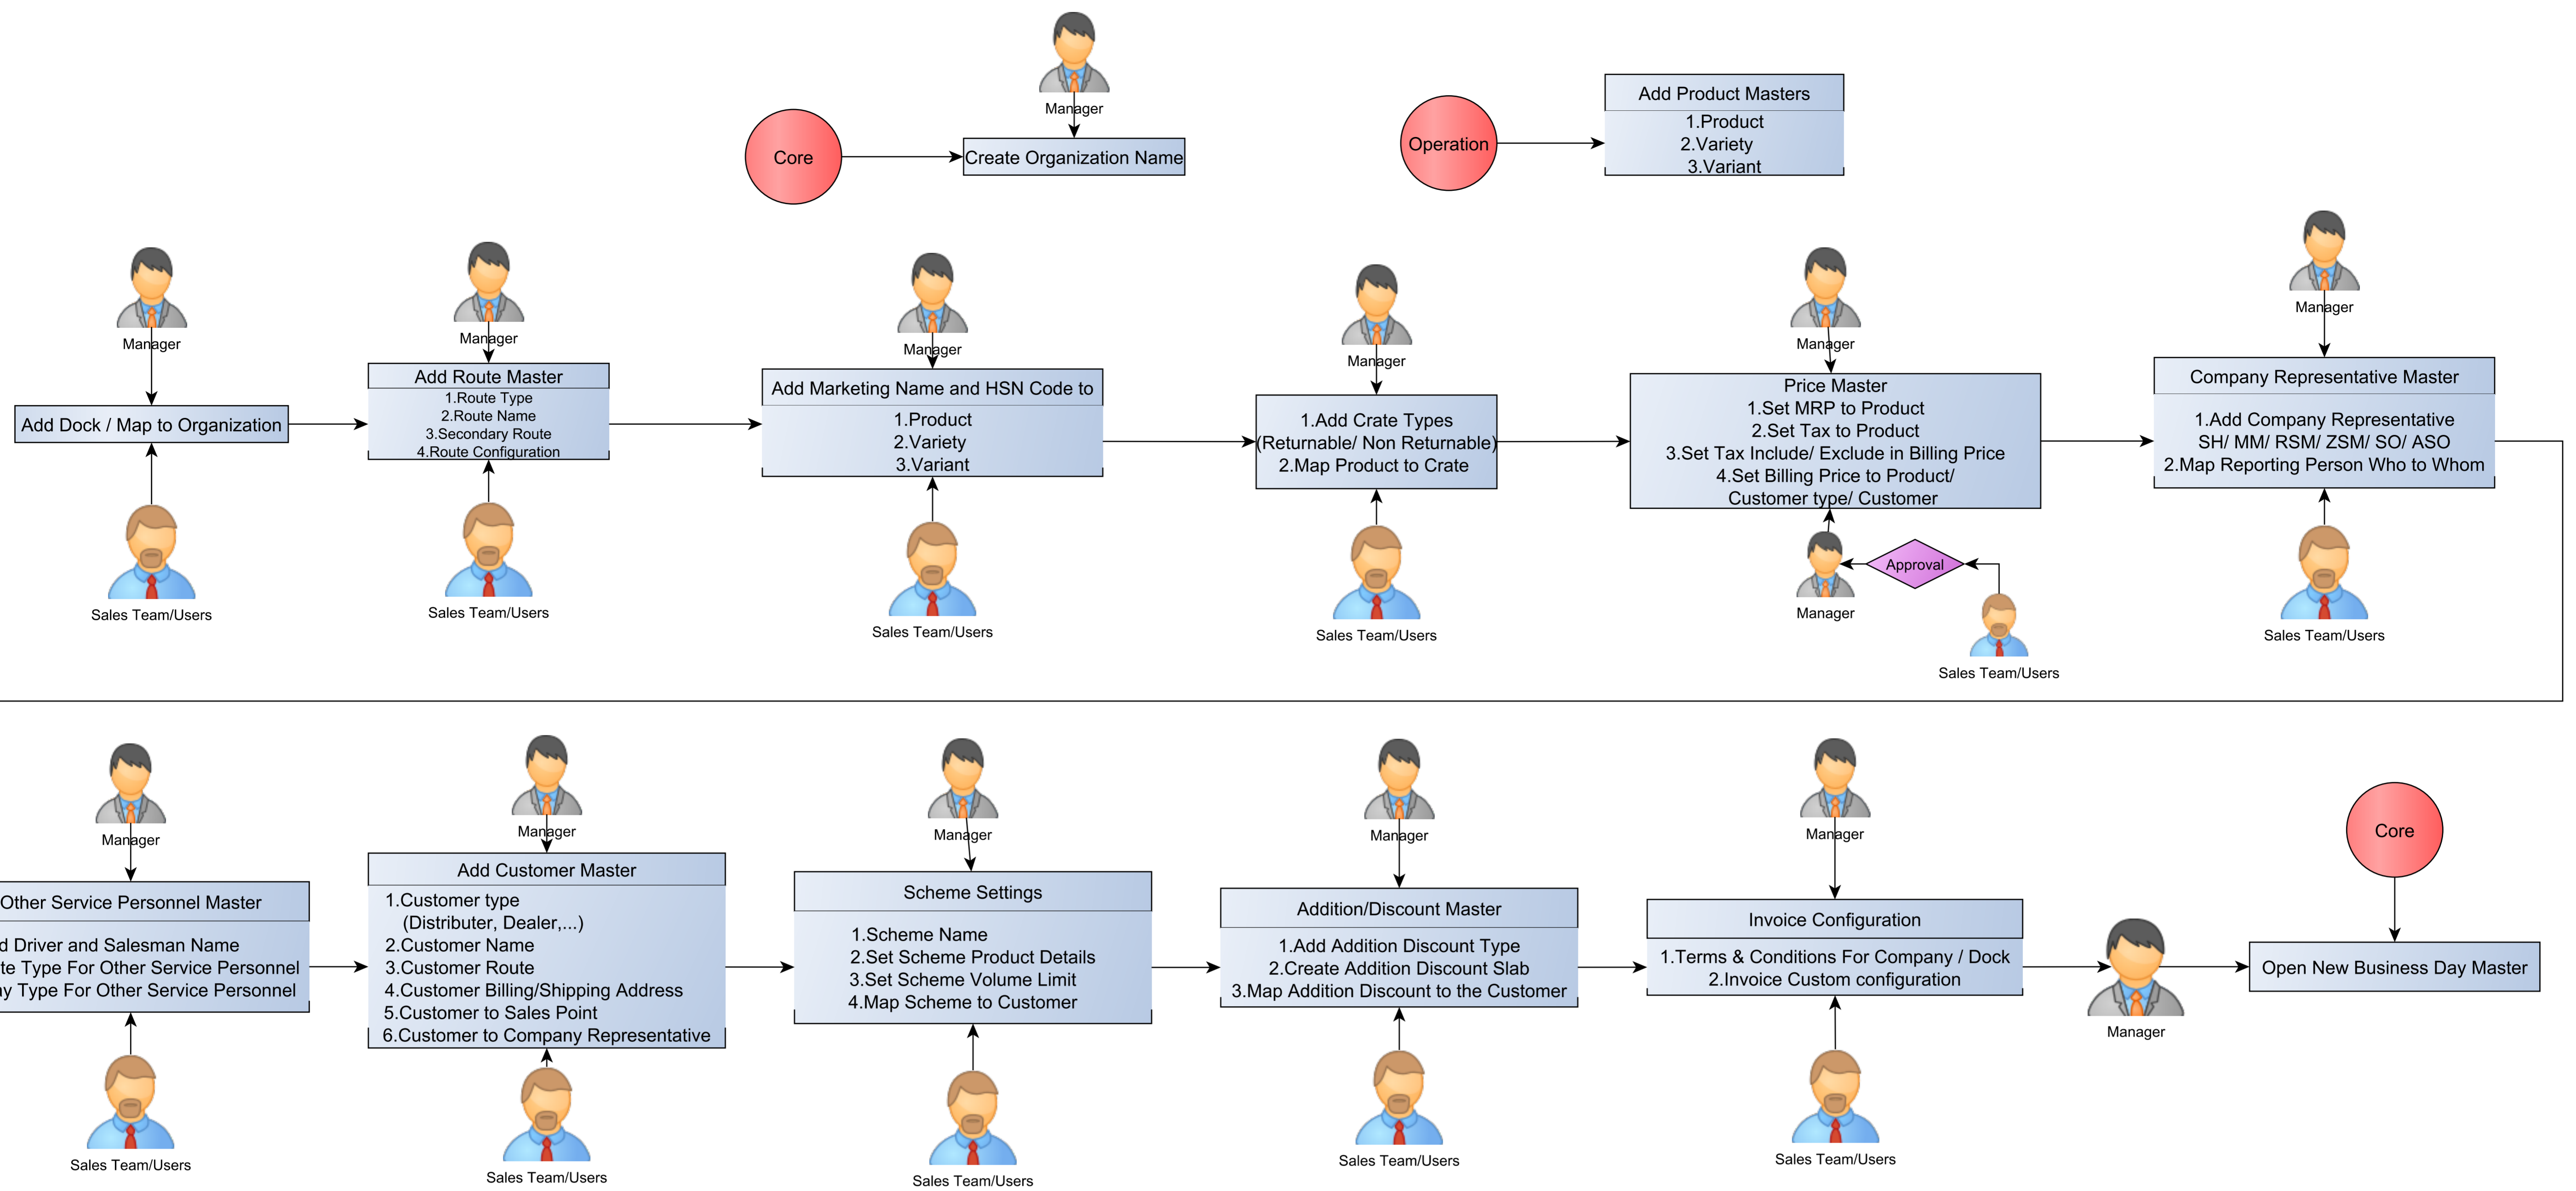 Manager
Core
Create Organization Name
Operation
Add Product Masters
1.Product
2.Variety
3.Variant
Manager
Add Dock / Map to Organization
Sales Team/Users
Manager
Add Route Master
1.Route Type
2.Route Name
3.Secondary Route
4.Route Configuration
Sales Team/Users
Manager
Add Marketing Name and HSN Code to
1.Product
2.Variety
3.Variant
Sales Team/Users
Manager
1.Add Crate Types
(Returnable/ Non Returnable)
2.Map Product to Crate
Sales Team/Users
Manager
Price Master
1.Set MRP to Product
2.Set Tax to Product
3.Set Tax Include/ Exclude in Billing Price
4.Set Billing Price to Product/
Customer type/ Customer
Manager
Approval
Sales Team/Users
Manager
Company Representative Master
1.Add Company Representative
SH/ MM/ RSM/ ZSM/ SO/ ASO
2.Map Reporting Person Who to Whom
Sales Team/Users
Manager
Other Service Personnel Master
d Driver and Salesman Name
te Type For Other Service Personnel
ay Type For Other Service Personnel
Sales Team/Users
Manager
Add Customer Master
1.Customer type
(Distributer, Dealer,...)
2.Customer Name
3.Customer Route
4.Customer Billing/Shipping Address
5.Customer to Sales Point
6.Customer to Company Representative
Sales Team/Users
Manager
Scheme Settings
1.Scheme Name
2.Set Scheme Product Details
3.Set Scheme Volume Limit
4.Map Scheme to Customer
Sales Team/Users
Manager
Addition/Discount Master
1.Add Addition Discount Type
2.Create Addition Discount Slab
3.Map Addition Discount to the Customer
Sales Team/Users
Manager
Invoice Configuration
1.Terms & Conditions For Company / Dock
2.Invoice Custom configuration
Sales Team/Users
Manager
Core
Open New Business Day Master